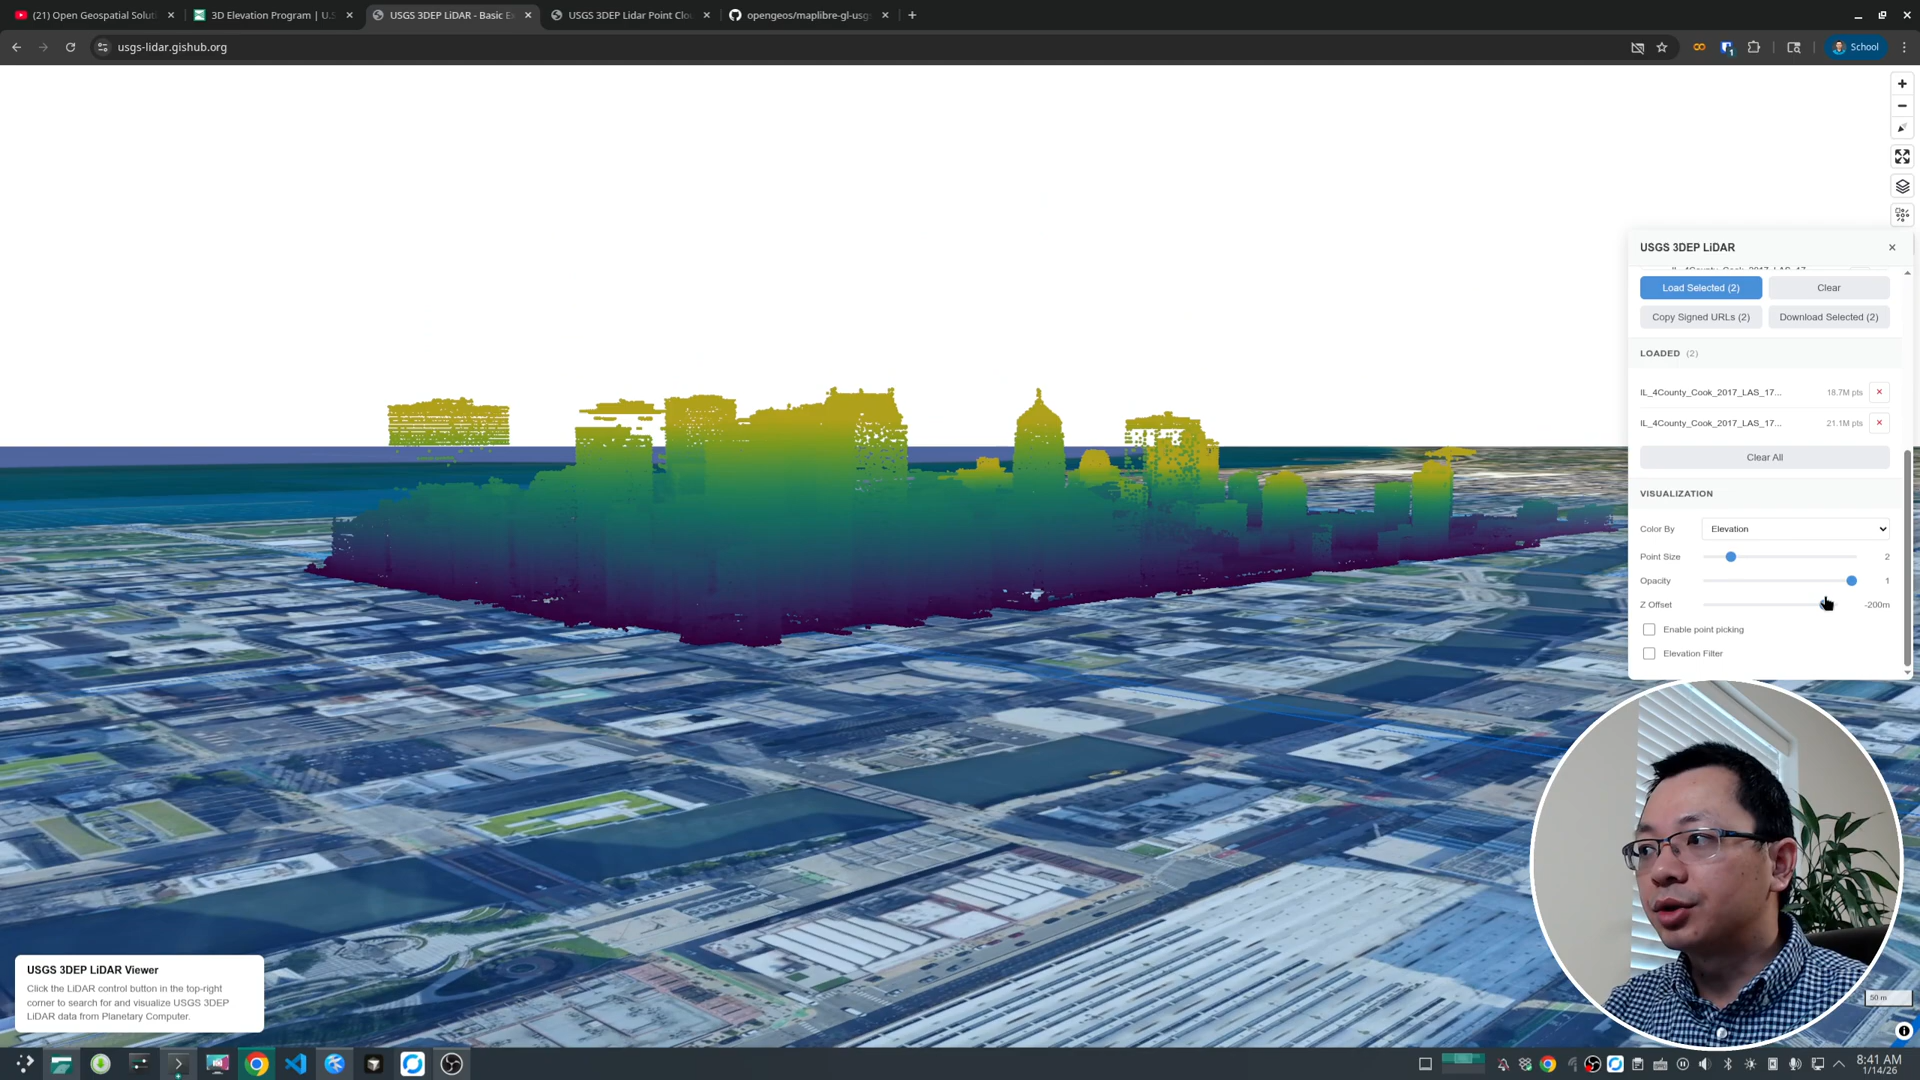 (21) Open Geospatial Soluti
3D Elevation Program | U.S
USGS 3DEP LiDAR - Basic Ex
USGS 3DEP Lidar Point Clou
opengeos/maplibre-gl-usgs
usgs-lidar.gishub.org
School
USGS 3DEP LiDAR
Load Selected (2)
Clear
Copy Signed URLs (2)
Download Selected (2)
LOADED (2)
IL_4County_Cook_2017_LAS_17...
18.7M pts
IL_4County_Cook_2017_LAS_17...
21.1M pts
Clear All
VISUALIZATION
Color By
Elevation
Point Size
2
Opacity
1
Z Offset
-200m
Enable point picking
Elevation Filter
USGS 3DEP LiDAR Viewer
Click the LiDAR control button in the top-right
corner to search for and visualize USGS 3DEP
LiDAR data from Planetary Computer.
50 m
8:41 AM
1/14/26